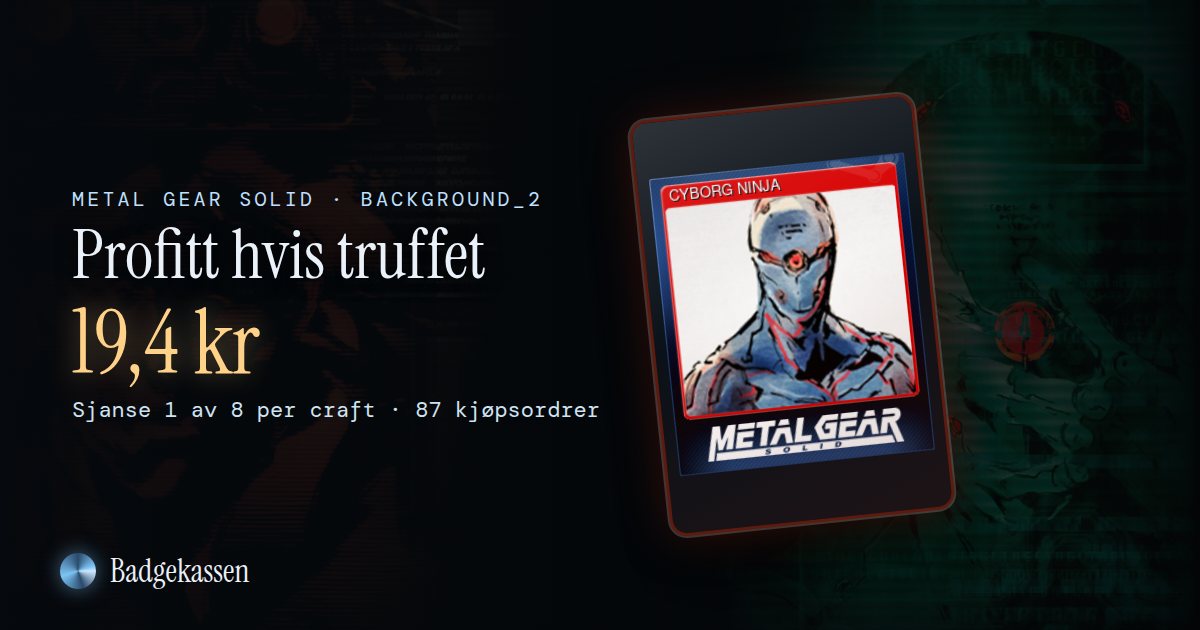 METAL GEAR SOLID · BACKGROUND_2
Profitt hvis truffet
19,4 kr
Sjanse 1 av 8 per craft · 87 kjøpsordrer
CYBORG NINJA
METAL GEAR
SOLID
Badgekassen